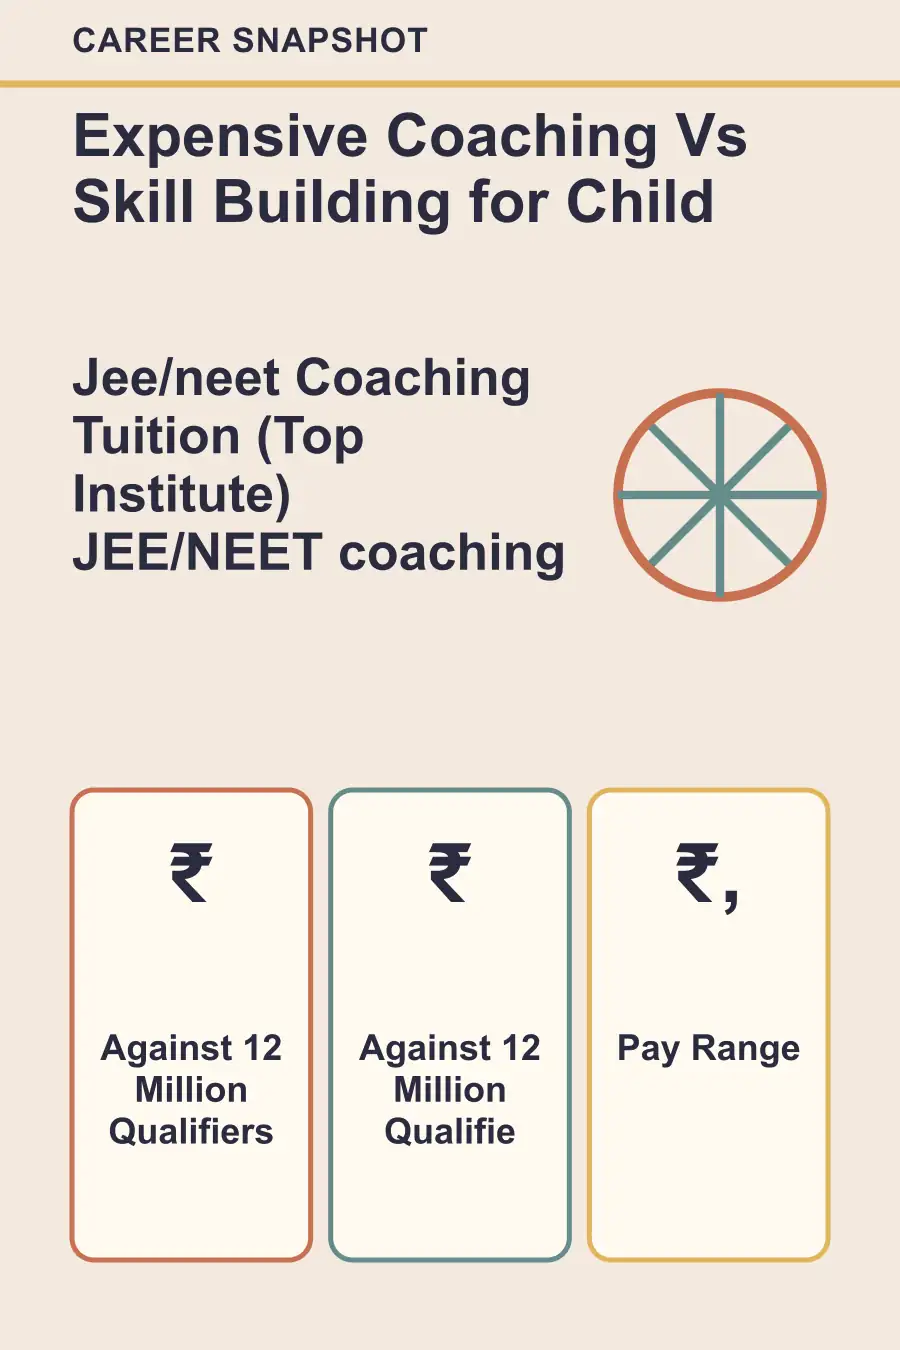 CAREER SNAPSHOT
Expensive Coaching Vs
Skill Building for Child
Jee/neet Coaching
Tuition (Top
Institute)
JEE/NEET coaching
₹
Against 12
Million
Qualifiers
₹
Against 12
Million
Qualifie
₹,
Pay Range